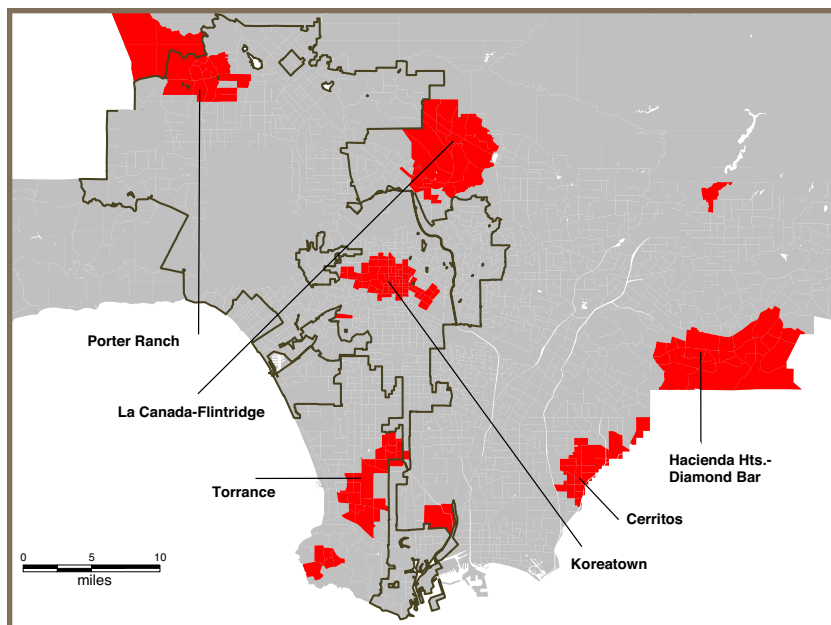 Porter Ranch
La Canada-Flintridge
Torrance
Hacienda Hts.-
Diamond Bar
Cerritos
Koreatown
0 5 10
miles